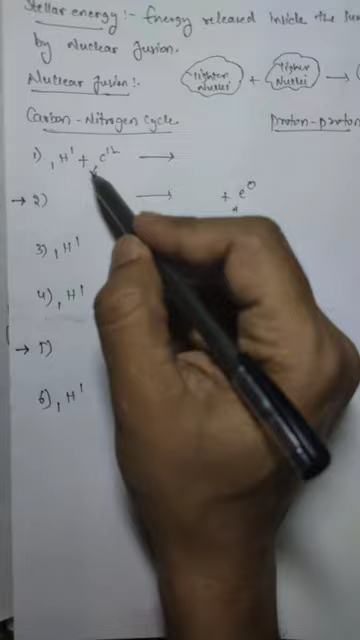 Stellar energy :- Energy released inside the
by Nuclear fusion.
Nuclear fusion :- Lighter Nuclei + Lighter Nuclei →
Carbon-Nitrogen Cycle Proton-proton
1) ₁H¹ + ₆C¹² →
→ 2) → + e⁰
3) ₁H¹
4) ₁H¹
→ 5)
6) ₁H¹